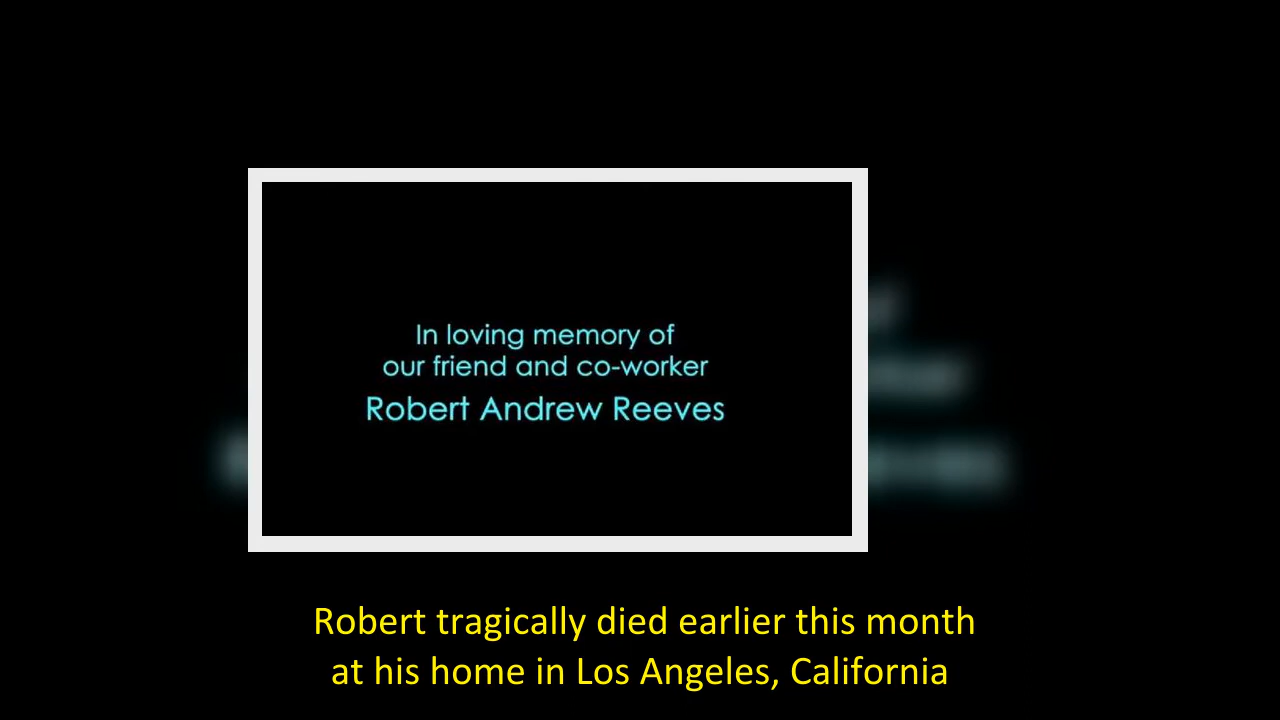 In loving memory of
our friend and co-worker
Robert Andrew Reeves
Robert tragically died earlier this month
at his home in Los Angeles, California